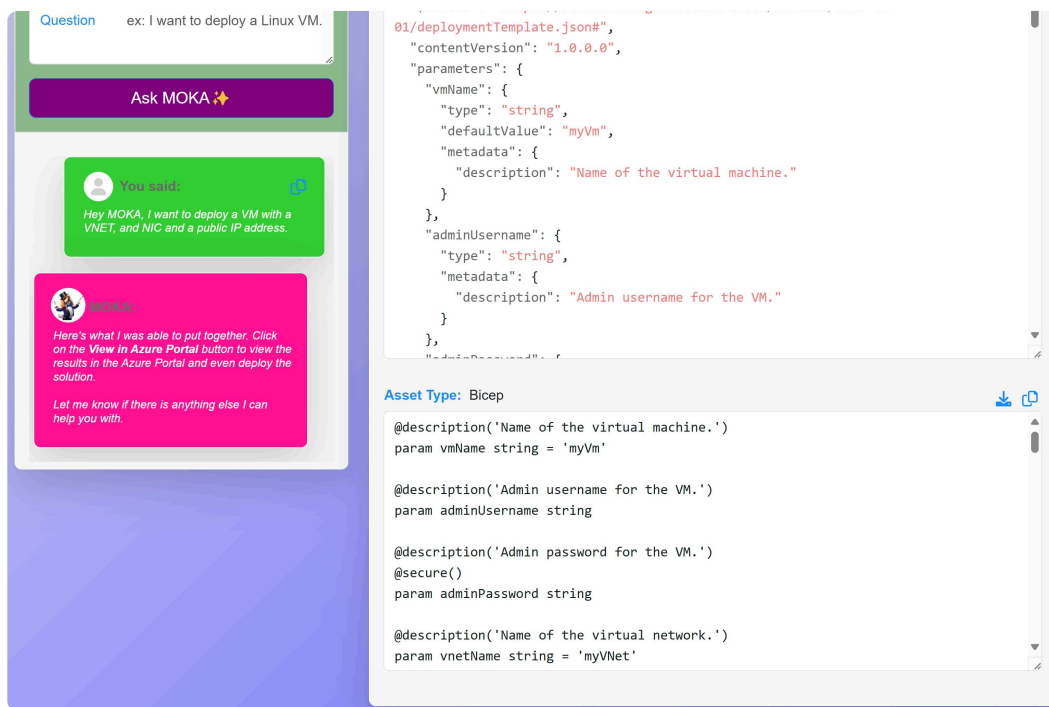 Question ex: I want to deploy a Linux VM.
Ask MOKA✨
You said:
Hey MOKA, I want to deploy a VM with a
VNET, and NIC and a public IP address.
MOKA:
Here's what I was able to put together. Click
on the View in Azure Portal button to view the
results in the Azure Portal and even deploy the
solution.
Let me know if there is anything else I can
help you with.
01/deploymentTemplate.json#",
"contentVersion": "1.0.0.0",
"parameters": {
"vmName": {
"type": "string",
"defaultValue": "myVm",
"metadata": {
"description": "Name of the virtual machine."
}
},
"adminUsername": {
"type": "string",
"metadata": {
"description": "Admin username for the VM."
}
},
"adminPassword": {
Asset Type: Bicep
@description('Name of the virtual machine.')
param vmName string = 'myVm'
@description('Admin username for the VM.')
param adminUsername string
@description('Admin password for the VM.')
@secure()
param adminPassword string
@description('Name of the virtual network.')
param vnetName string = 'myVNet'